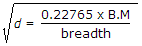 √d = 0.22765 x B.M
breadth